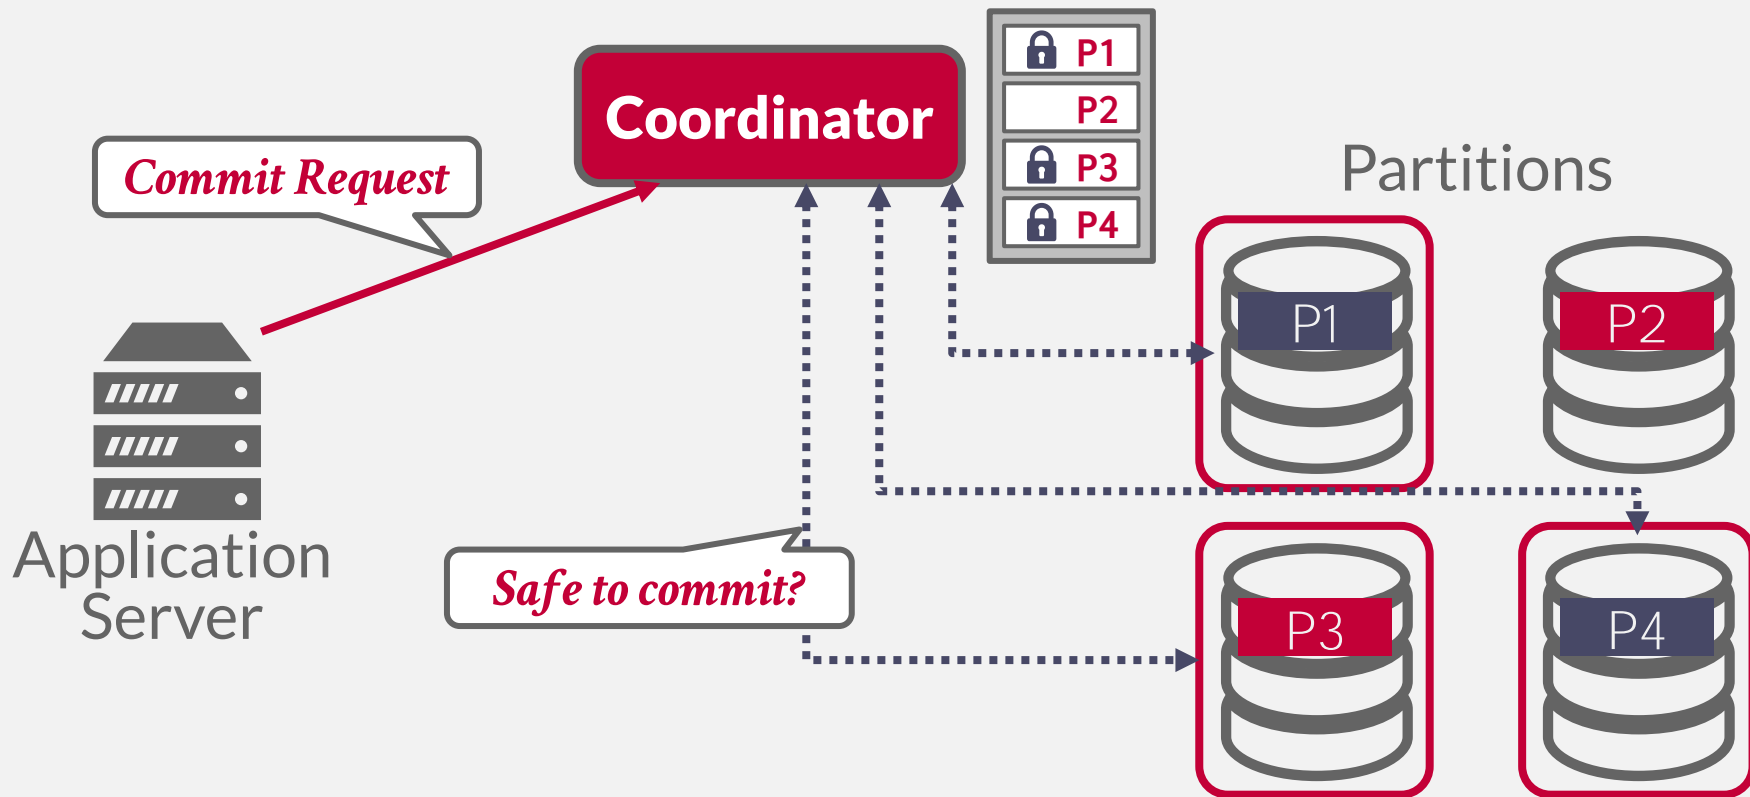 Coordinator
P1
P2
P3
P4
Commit Request
Partitions
P1
P2
Application
Server
Safe to commit?
P3
P4